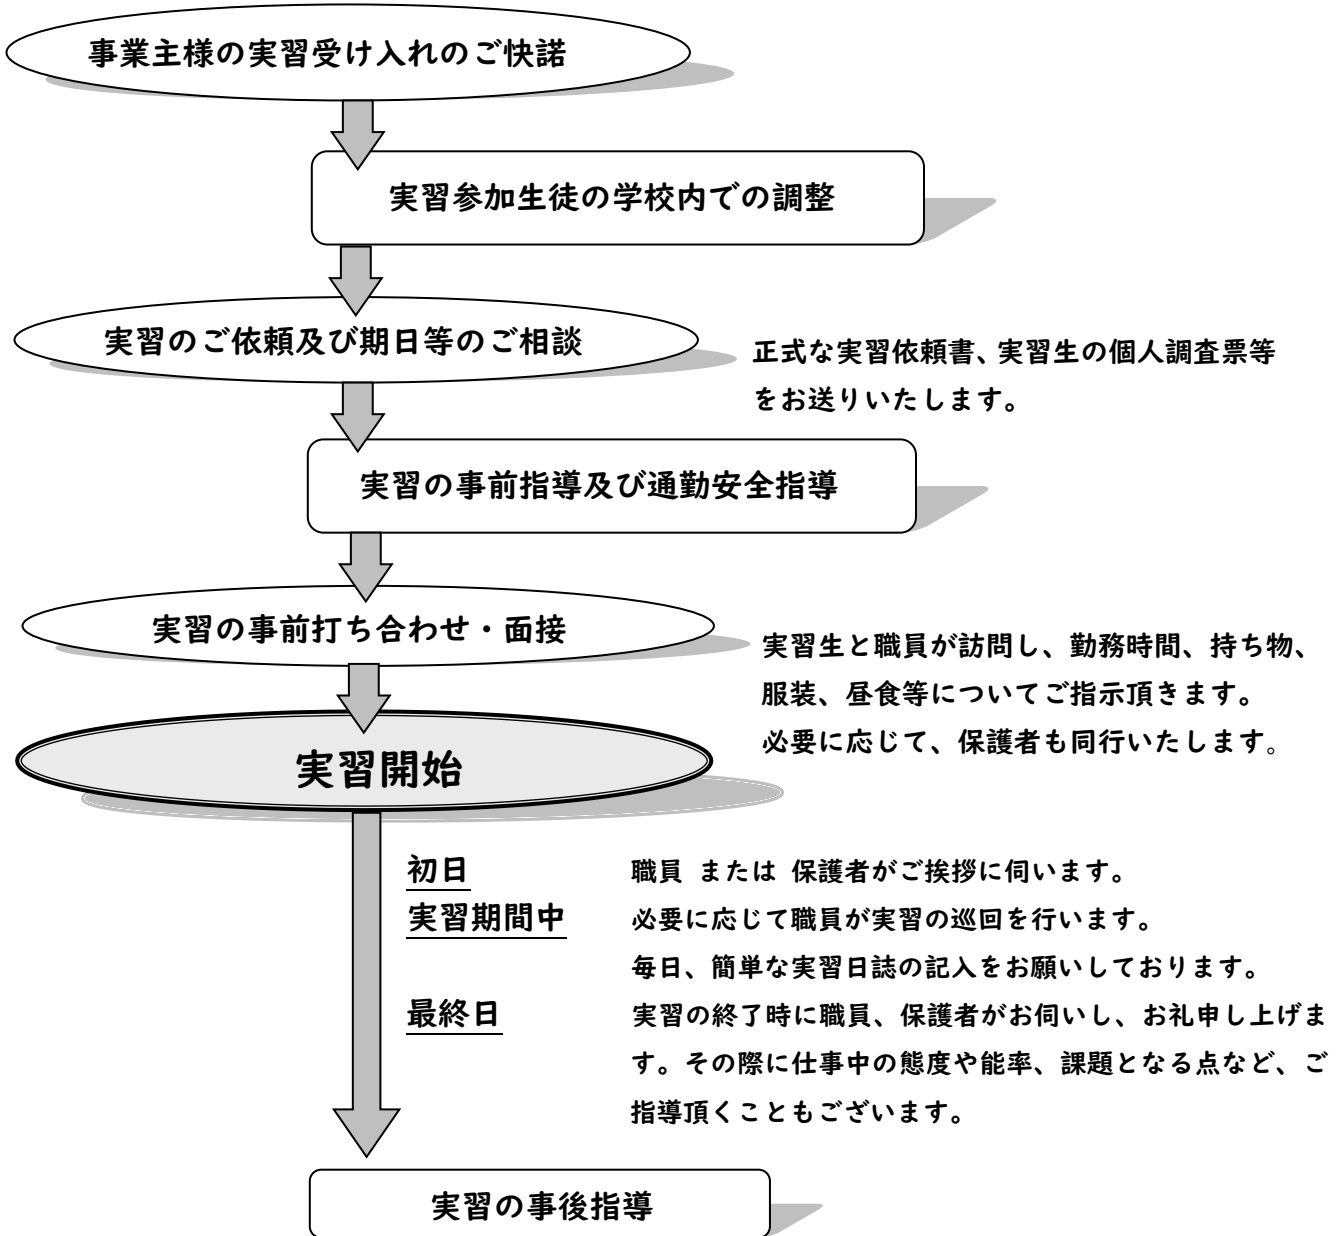 事業主様の実習受け入れのご快諾
実習参加生徒の学校内での調整
実習のご依頼及び期日等のご相談
正式な実習依頼書、実習生の個人調査票等
をお送りいたします。
実習の事前指導及び通勤安全指導
実習の事前打ち合わせ・面接
実習生と職員が訪問し、勤務時間、持ち物、
服装、昼食等についてご指示頂きます。
必要に応じて、保護者も同行いたします。
実習開始
初日 職員 または 保護者がご挨拶に伺います。
実習期間中 必要に応じて職員が実習の巡回を行います。
毎日、簡単な実習日誌の記入をお願いしております。
最終日 実習の終了時に職員、保護者がお伺いし、お礼申し上げま
す。その際に仕事中の態度や能率、課題となる点など、ご
指導頂くこともございます。
実習の事後指導